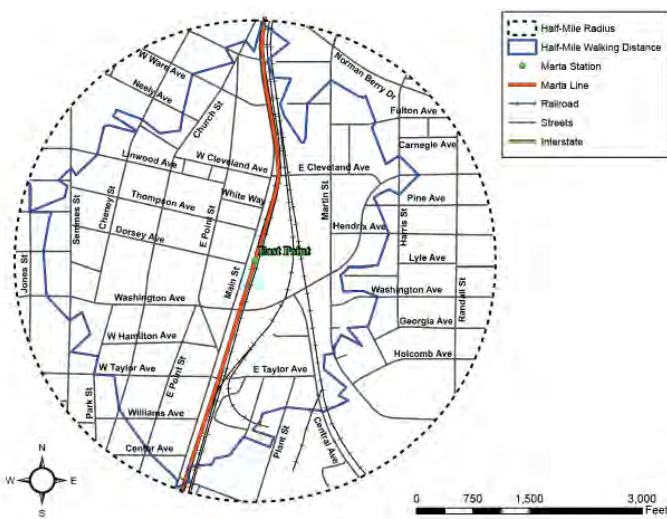 Half-Mile Radius
Half-Mile Walking Distance
Marta Station
Marta Line
Railroad
Streets
Interstate
W Ware Ave
Neely Ave
Church St
Norman Berry Dr
Fulton Ave
Carnegle Ave
Linwood Ave
W Cleveland Ave
E Cleveland Ave
White Way
Martin St
Pine Ave
Semmes St
Cheney St
Thompson Ave
E Point St
Hendrix Ave
Harris St
Dorsey Ave
East Point
Lyle Ave
Jones St
Main St
Washington Ave
Washington Ave
Randall St
Georgia Ave
W Hamilton Ave
Holcomb Ave
W Taylor Ave
E Point St
E Taylor Ave
Park St
Williams Ave
Plant St
Central Ave
Center Ave
N
W
E
S
0 750 1,500 3,000
Feet